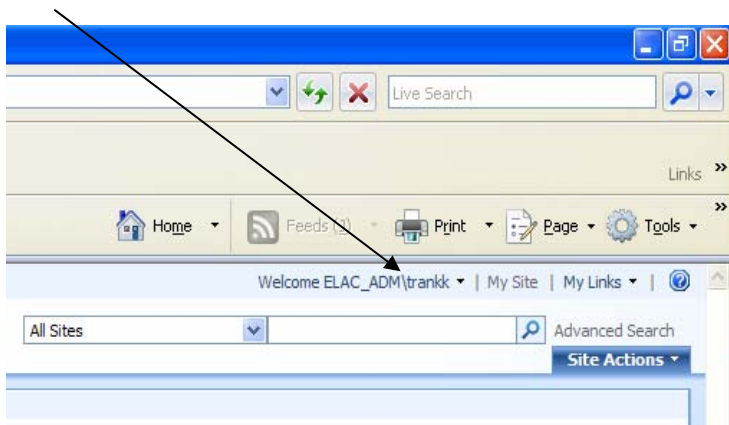 Live Search
Links »
Home Feeds (J) Print Page Tools »
Welcome ELAC_ADM\trankk | My Site | My Links |
All Sites Advanced Search
Site Actions